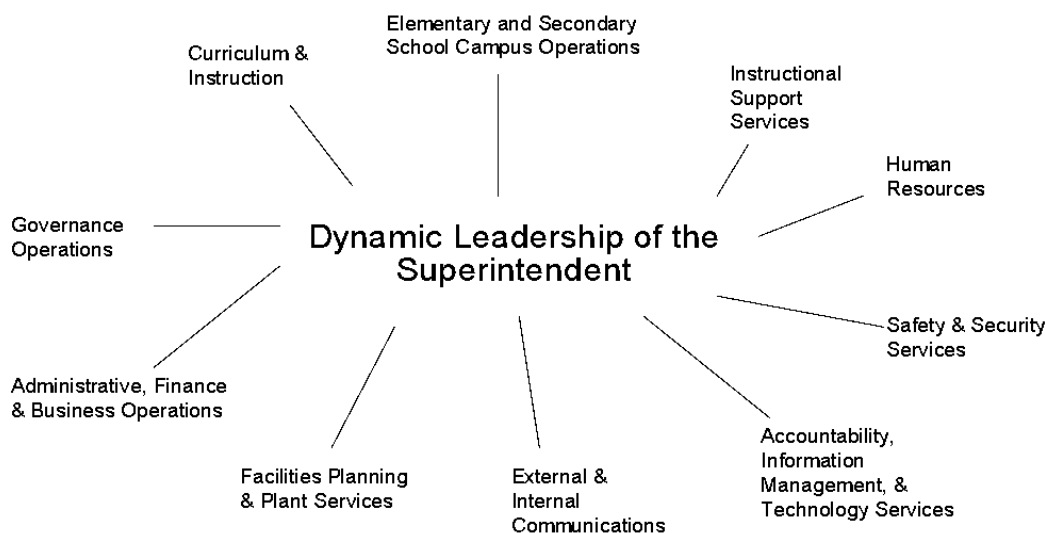 Elementary and Secondary
School Campus Operations
Curriculum &
Instruction
Instructional
Support
Services
Human
Resources
Governance
Operations
Dynamic Leadership of the
Superintendent
Safety & Security
Services
Administrative, Finance
& Business Operations
Accountability,
Information
Management, &
Technology Services
Facilities Planning
& Plant Services
External &
Internal
Communications